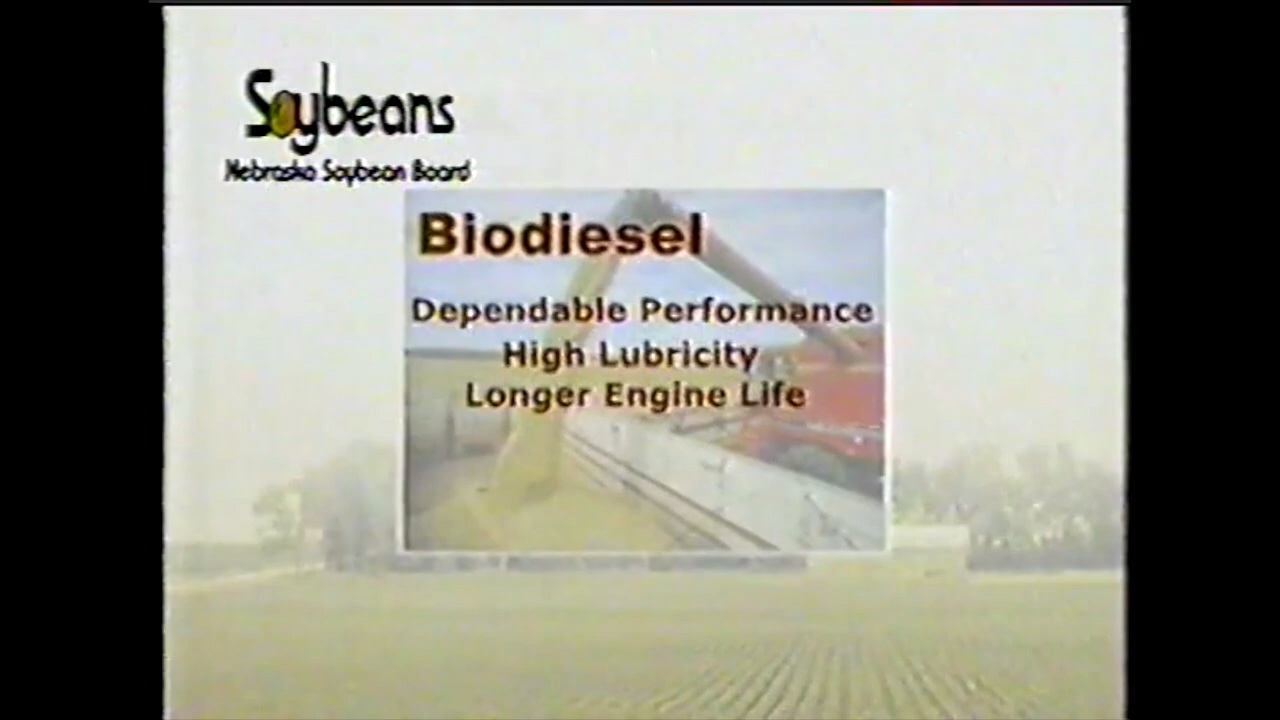 Soybeans
Nebraska Soybean Board
Biodiesel
Dependable Performance
High Lubricity
Longer Engine Life